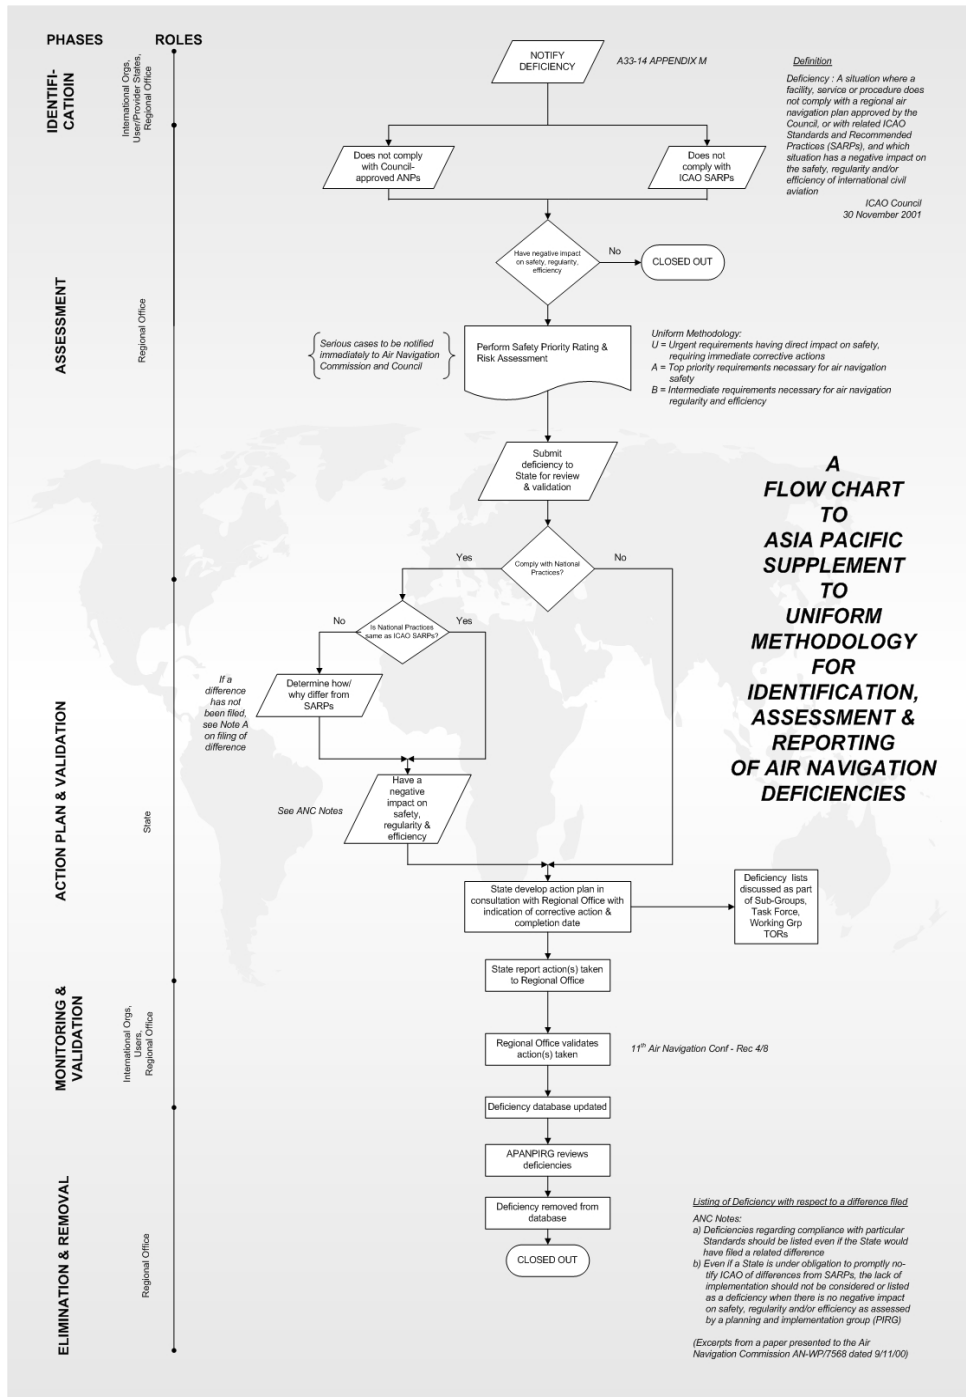 PHASES
ROLES
IDENTIFI-
CATIOIN
International Orgs,
User/Provider States,
Regional Office
NOTIFY
DEFICIENCY
A33-14 APPENDIX M
Definition
Deficiency : A situation where a
facility, service or procedure does
not comply with a regional air
navigation plan approved by the
Council, or with related ICAO
Standards and Recommended
Practices (SARPs), and which
situation has a negative impact on
the safety, regularity and/or
efficiency of international civil
aviation
ICAO Council
30 November 2001
Does not comply
with Council-
approved ANPs
Does not
comply with
ICAO SARPs
ASSESSMENT
Regional Office
Have negative impact
on safety, regularity,
efficiency
No
CLOSED OUT
Serious cases to be notified
immediately to Air Navigation
Commission and Council
Perform Safety Priority Rating &
Risk Assessment
Uniform Methodology:
U = Urgent requirements having direct impact on safety,
requiring immediate corrective actions
A = Top priority requirements necessary for air navigation
safety
B = Intermediate requirements necessary for air navigation
regularity and efficiency
Submit
deficiency to
State for review
& validation
A
FLOW CHART
TO
ASIA PACIFIC
SUPPLEMENT
TO
UNIFORM
METHODOLOGY
FOR
IDENTIFICATION,
ASSESSMENT &
REPORTING
OF AIR NAVIGATION
DEFICIENCIES
Yes
Comply with National
Practices?
No
ACTION PLAN & VALIDATION
State
No
Is National Practices
same as ICAO SARPs?
Yes
If a
difference
has not
been filed,
see Note A
on filing of
difference
Determine how/
why differ from
SARPs
See ANC Notes
Have a
negative
impact on
safety,
regularity &
efficiency
State develop action plan in
consultation with Regional Office with
indication of corrective action &
completion date
Deficiency lists
discussed as part
of Sub-Groups,
Task Force,
Working Grp
TORs
State report action(s) taken
to Regional Office
MONITORING &
VALIDATION
International Orgs,
Users,
Regional Office
Regional Office validates
action(s) taken
11th Air Navigation Conf - Rec 4/8
Deficiency database updated
ELIMINATION & REMOVAL
Regional Office
APANPIRG reviews
deficiencies
Deficiency removed from
database
CLOSED OUT
Listing of Deficiency with respect to a difference filed
ANC Notes:
a) Deficiencies regarding compliance with particular
Standards should be listed even if the State would
have filed a related difference
b) Even if a State is under obligation to promptly no-
tify ICAO of differences from SARPs, the lack of
implementation should not be considered or listed
as a deficiency when there is no negative impact
on safety, regularity and/or efficiency as assessed
by a planning and implementation group (PIRG)
(Excerpts from a paper presented to the Air
Navigation Commission AN-WP/7568 dated 9/11/00)